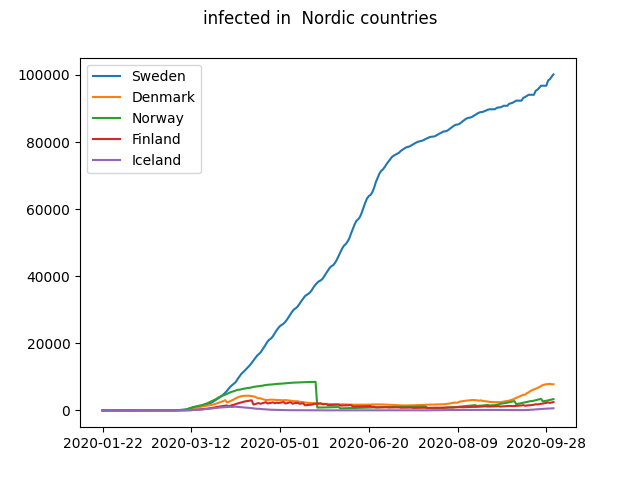 infected in  Nordic countries
100000
80000
60000
40000
20000
0
Sweden
Denmark
Norway
Finland
Iceland
2020-01-22 2020-03-12 2020-05-01 2020-06-20 2020-08-09 2020-09-28